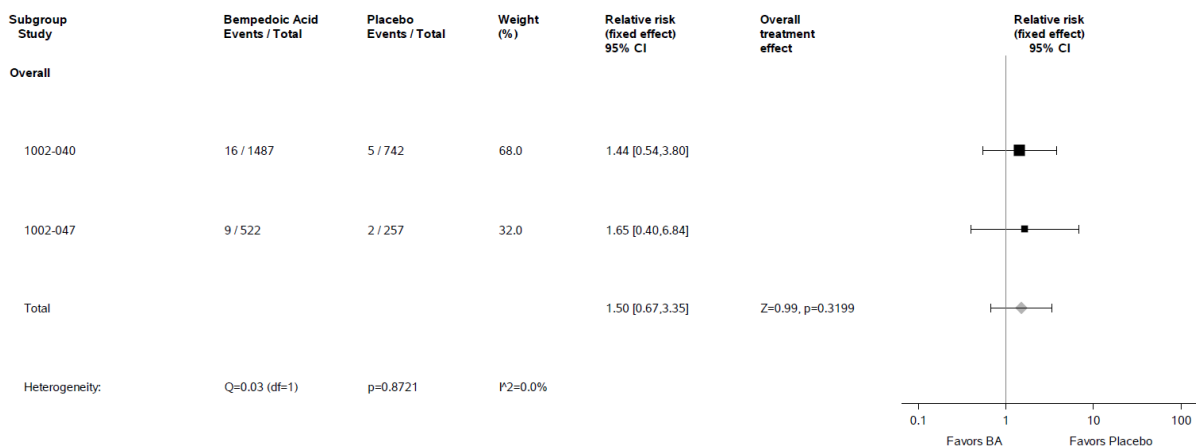 Subgroup Bempedoic Acid Placebo Weight Relative risk Overall Relative risk
Study Events / Total Events / Total (%) (fixed effect) treatment (fixed effect)
95% CI effect 95% CI
Overall
1002-040 16 / 1487 5 / 742 68.0 1.44 [0.54,3.80]
1002-047 9 / 522 2 / 257 32.0 1.65 [0.40,6.84]
Total 1.50 [0.67,3.35] Z=0.99, p=0.3199
Heterogeneity: Q=0.03 (df=1) p=0.8721 I^2=0.0%
0.1 1 10 100
Favors BA Favors Placebo